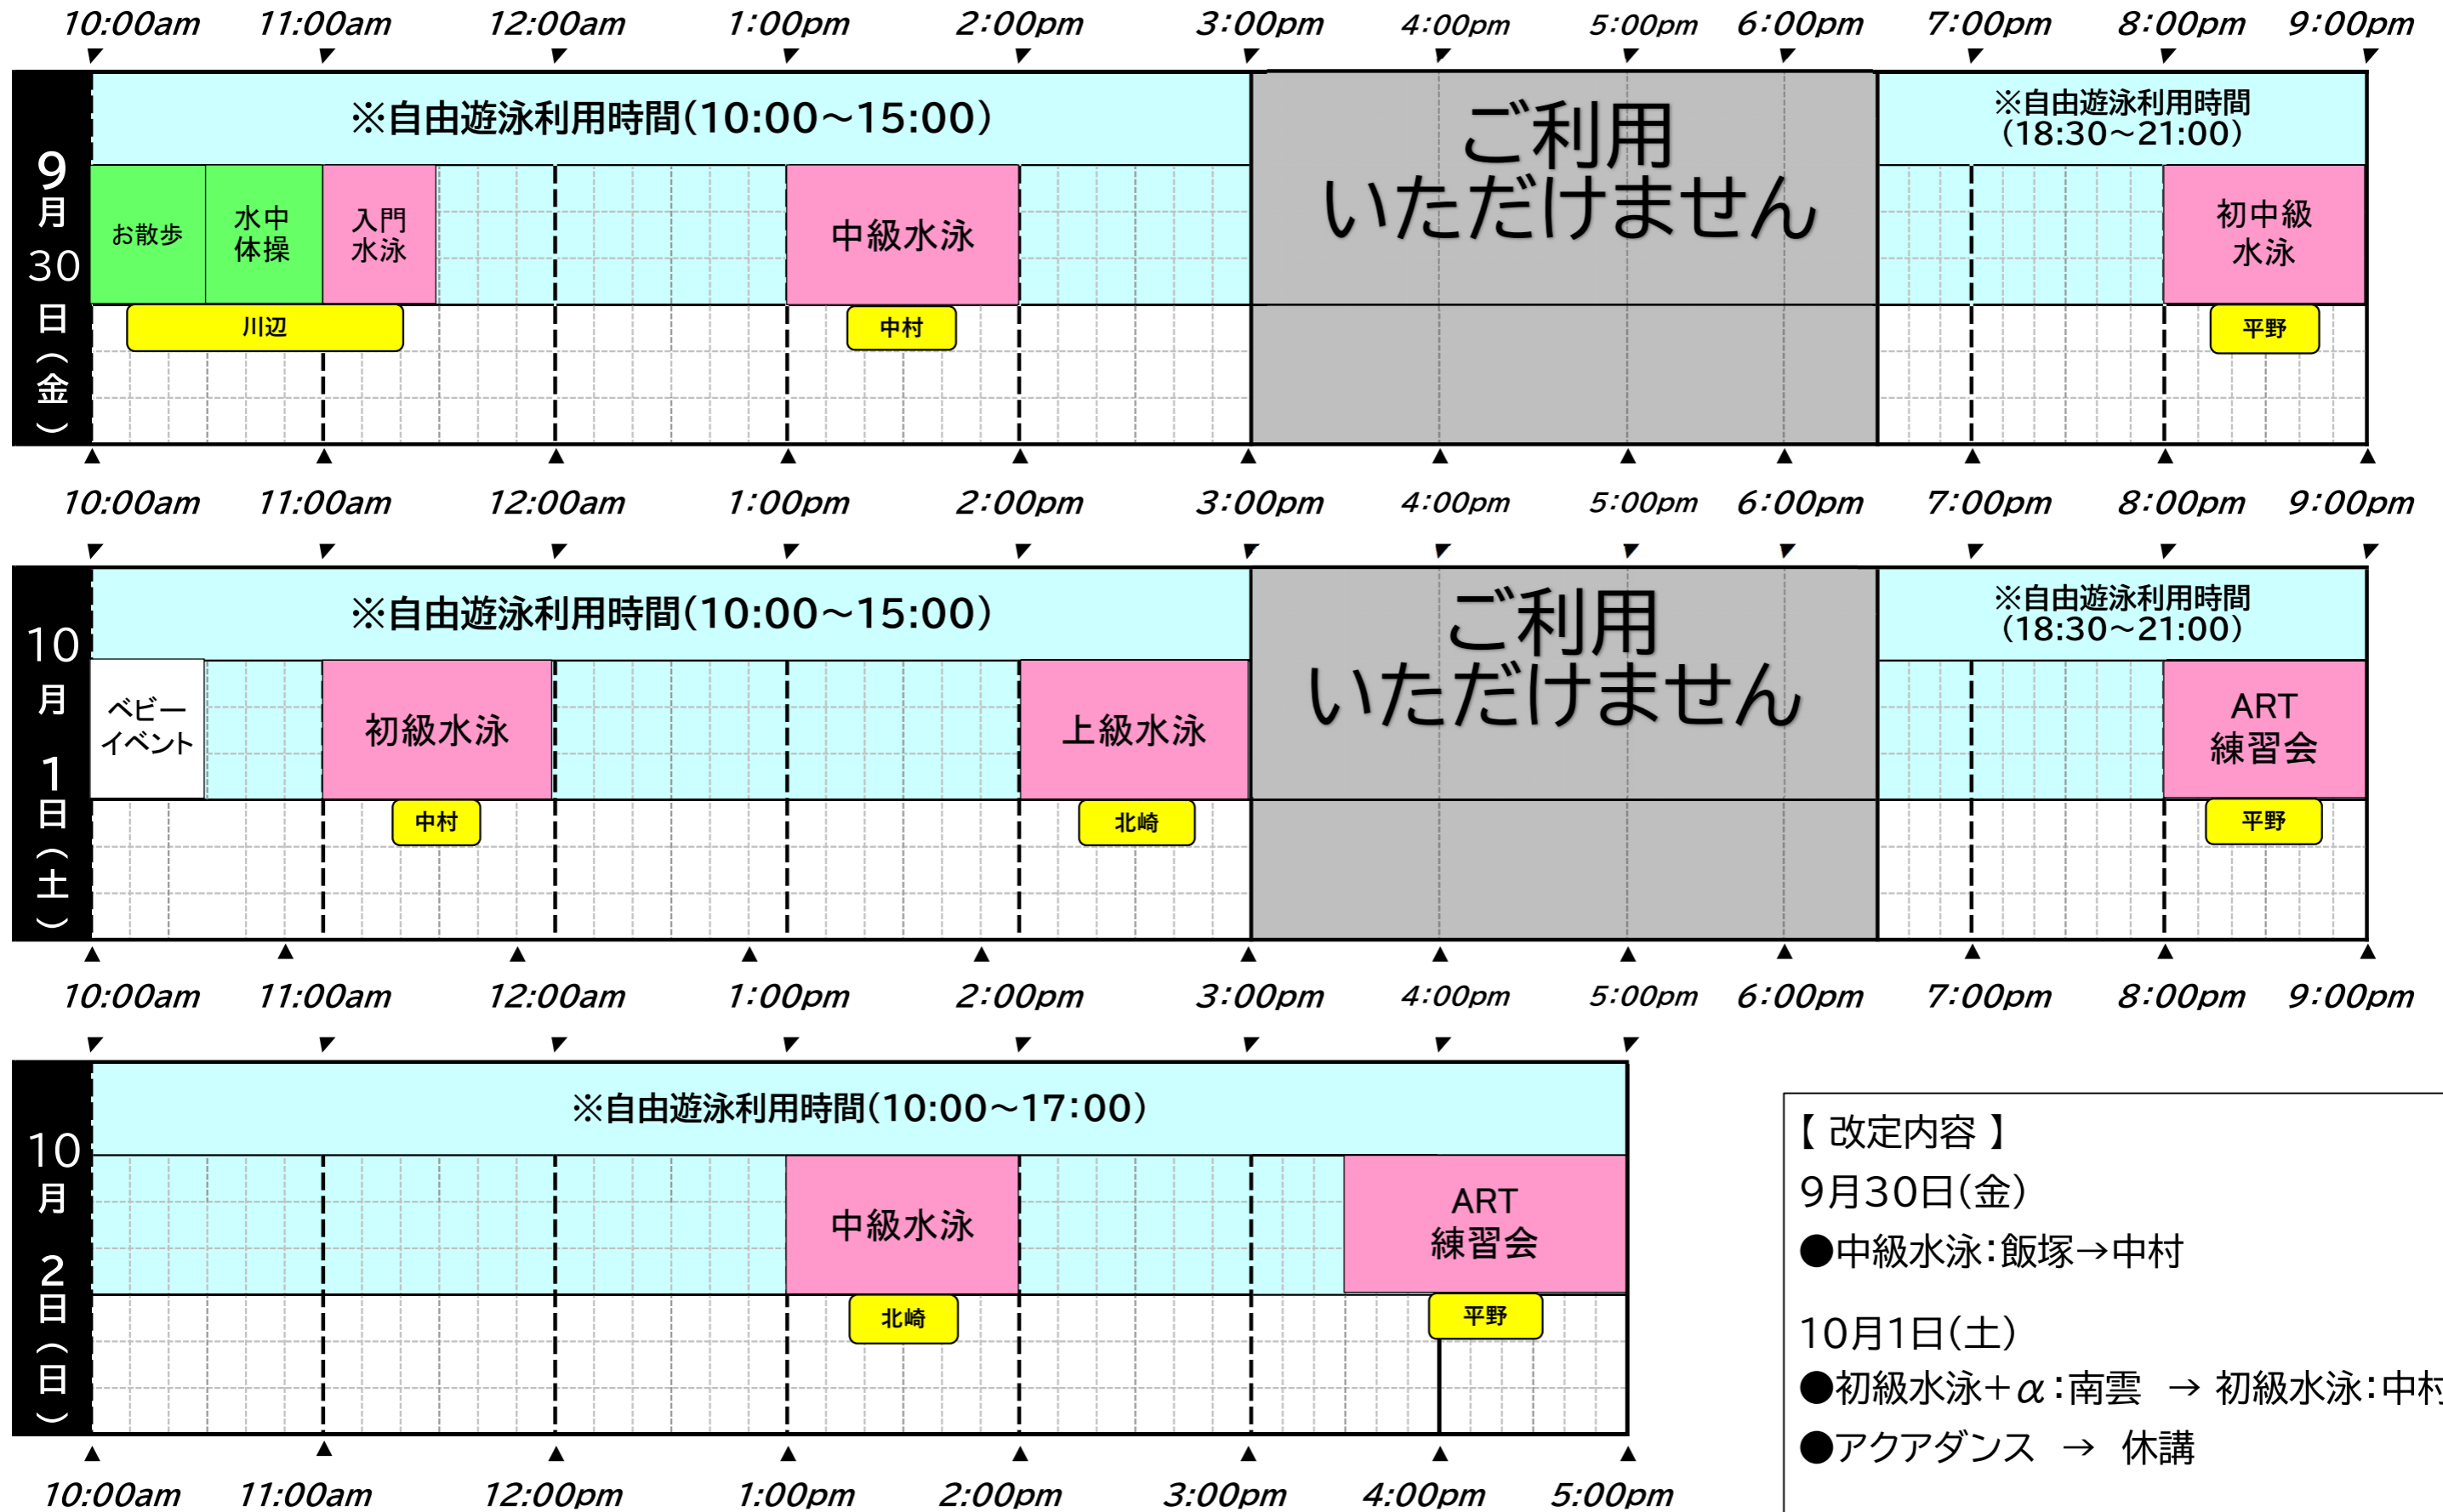 10:00am 11:00am 12:00am 1:00pm 2:00pm 3:00pm 4:00pm 5:00pm 6:00pm 7:00pm 8:00pm 9:00pm
9月30日(金)
※自由遊泳利用時間(10:00~15:00)
ご利用
いただけません
※自由遊泳利用時間
(18:30~21:00)
お散歩
水中
体操
入門
水泳
中級水泳
初中級
水泳
川辺
中村
平野
10:00am 11:00am 12:00am 1:00pm 2:00pm 3:00pm 4:00pm 5:00pm 6:00pm 7:00pm 8:00pm 9:00pm
10月1日(土)
※自由遊泳利用時間(10:00~15:00)
ご利用
いただけません
※自由遊泳利用時間
(18:30~21:00)
ベビー
イベント
初級水泳
上級水泳
ART
練習会
中村
北崎
平野
10:00am 11:00am 12:00am 1:00pm 2:00pm 3:00pm 4:00pm 5:00pm 6:00pm 7:00pm 8:00pm 9:00pm
10月2日(日)
※自由遊泳利用時間(10:00~17:00)
中級水泳
ART
練習会
北崎
平野
10:00am 11:00am 12:00pm 1:00pm 2:00pm 3:00pm 4:00pm 5:00pm
【 改定内容 】
9月30日(金)
●中級水泳:飯塚→中村
10月1日(土)
●初級水泳+α:南雲 → 初級水泳:中村
●アクアダンス → 休講